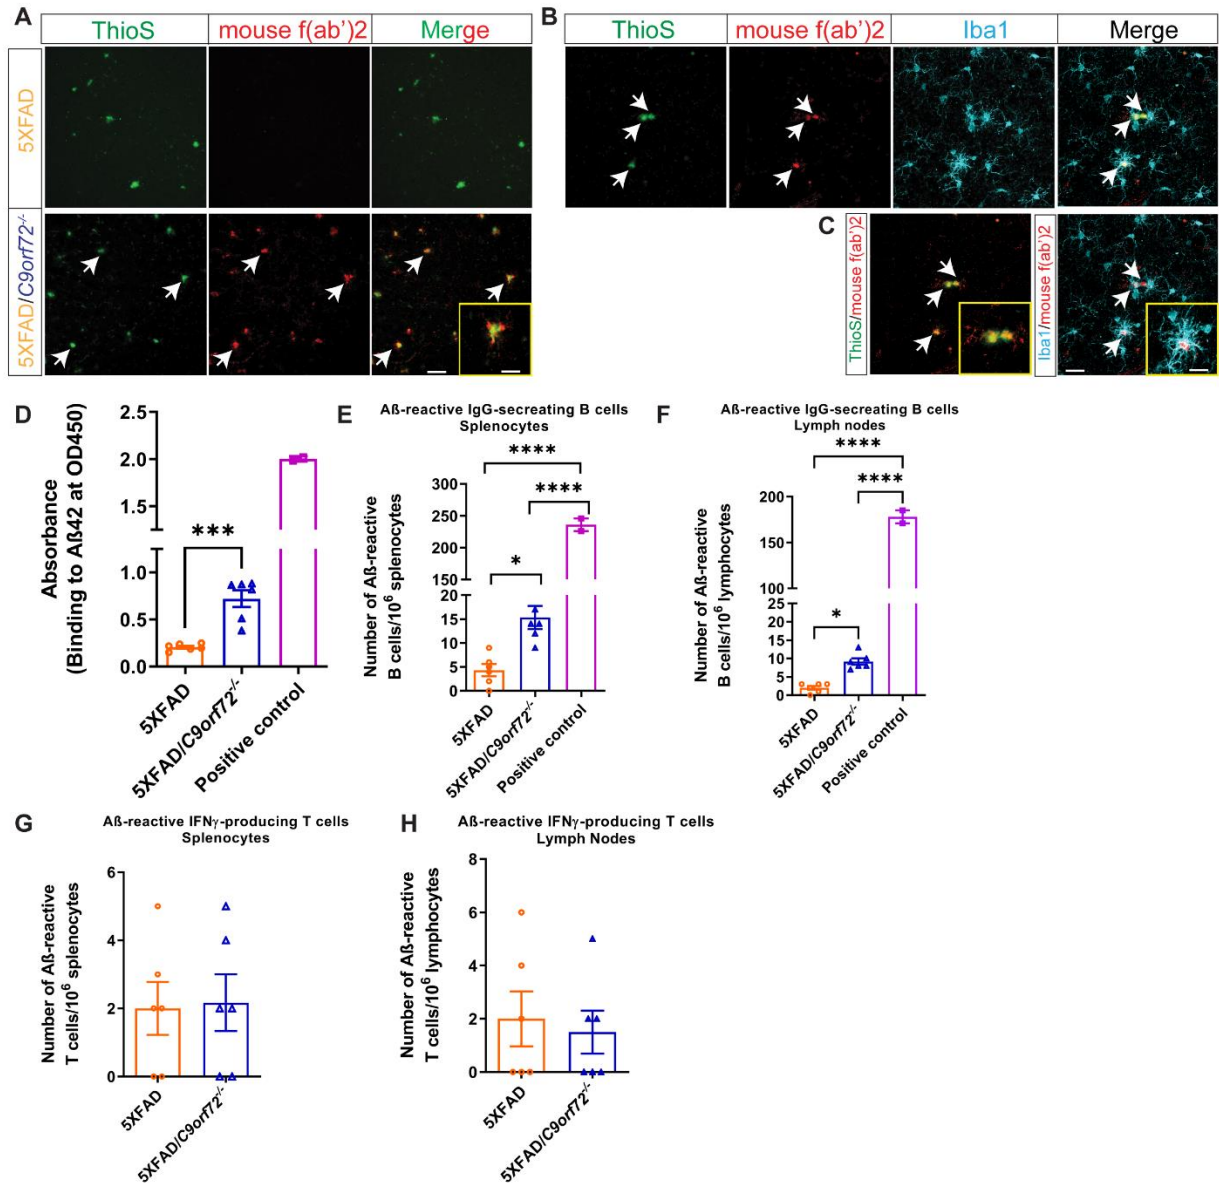 A
ThioS
mouse f(ab')2
Merge
5XFAD
5XFAD/C9orf72-/-
B
ThioS
mouse f(ab')2
Iba1
Merge
C
ThioS/mouse f(ab')2
Iba1/mouse f(ab')2
D
Absorbance
(Binding to Aß42 at OD450)
2.5
2.0
1.5
1.0
0.5
0.0
***
5XFAD
5XFAD/C9orf72-/-
Positive control
E
Aß-reactive IgG-secreating B cells
Splenocytes
Number of Aß-reactive
B cells/10^6 splenocytes
300
250
200
150
20
15
10
5
0
****
****
*
5XFAD
5XFAD/C9orf72-/-
Positive control
F
Aß-reactive IgG-secreating B cells
Lymph nodes
Number of Aß-reactive
B cells/10^6 lymphocytes
200
150
100
25
20
15
10
5
0
****
****
*
5XFAD
5XFAD/C9orf72-/-
Positive control
G
Aß-reactive IFNγ-producing T cells
Splenocytes
Number of Aß-reactive
T cells/10^6 splenocytes
6
4
2
0
5XFAD
5XFAD/C9orf72-/-
H
Aß-reactive IFNγ-producing T cells
Lymph Nodes
Number of Aß-reactive
T cells/10^6 lymphocytes
8
6
4
2
0
5XFAD
5XFAD/C9orf72-/-